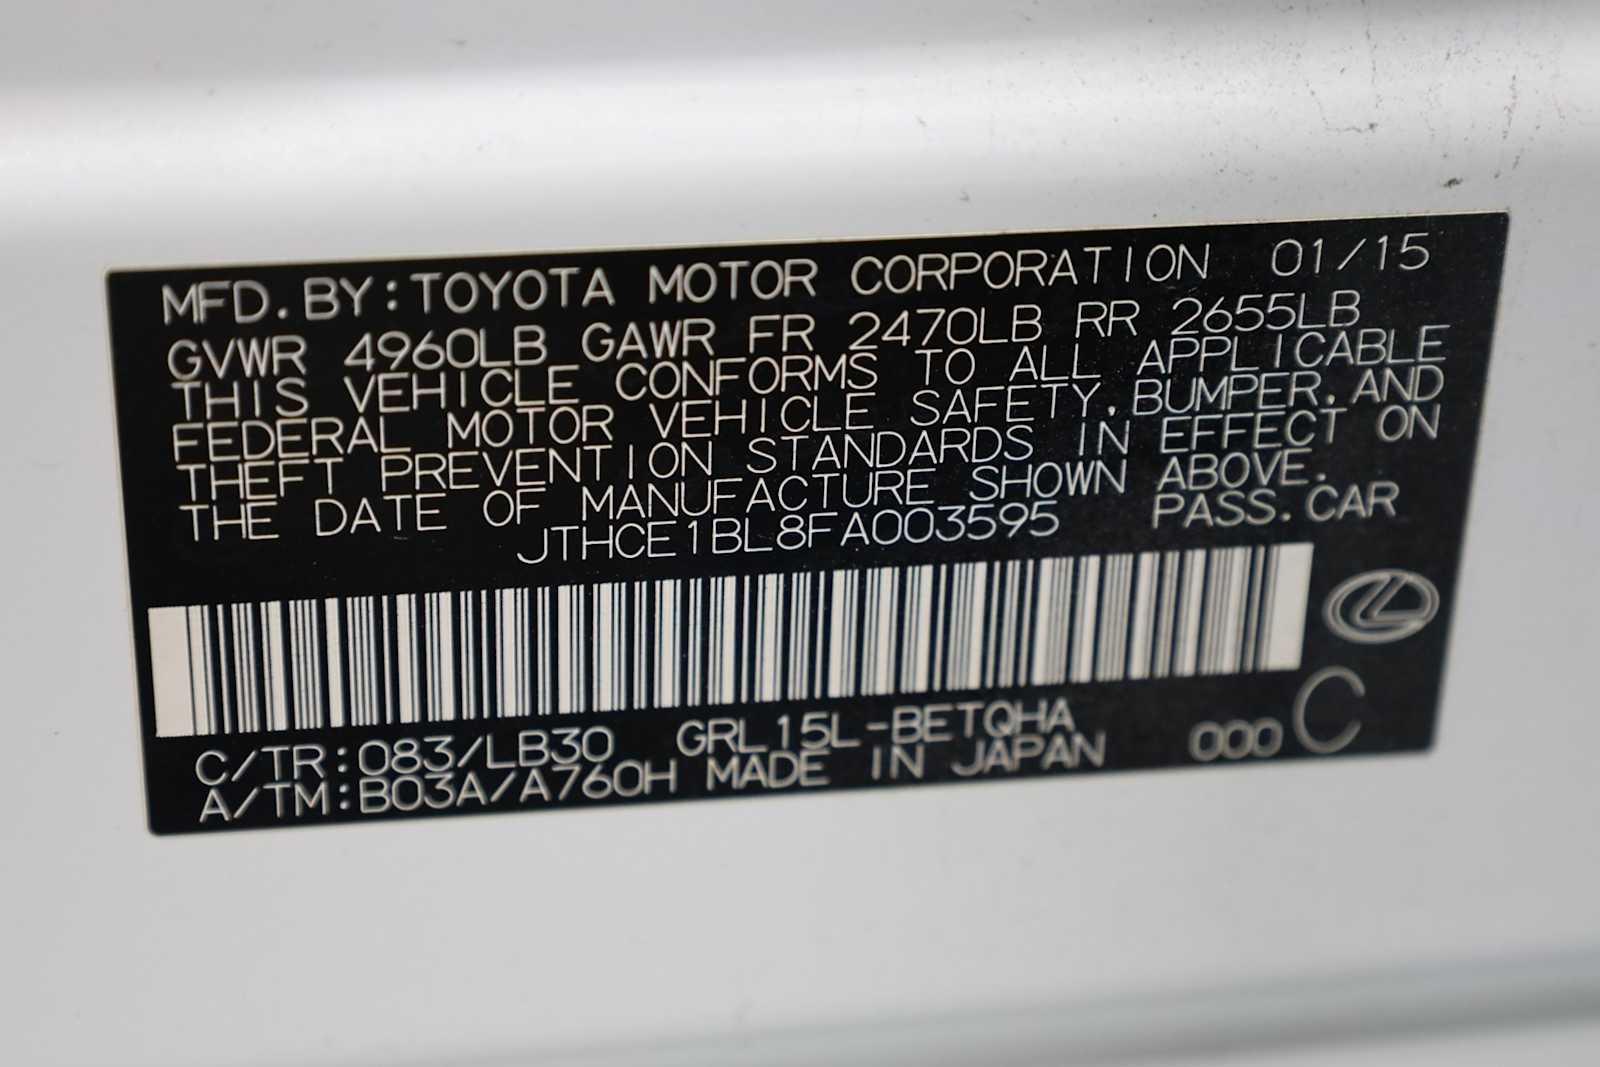 MFD. BY: TOYOTA MOTOR CORPORATION 01/15
GVWR 4960LB GAWR FR 2470LB RR 2655LB
THIS VEHICLE CONFORMS TO ALL APPLICABLE
FEDERAL MOTOR VEHICLE SAFETY, BUMPER, AND
THEFT PREVENTION STANDARDS IN EFFECT ON
THE DATE OF MANUFACTURE SHOWN ABOVE.
JTHCE1BL8FA003595 PASS. CAR
C/TR: 083/LB30 GRL15L-BETQHA
A/TM: B03A/A760H MADE IN JAPAN 000 C